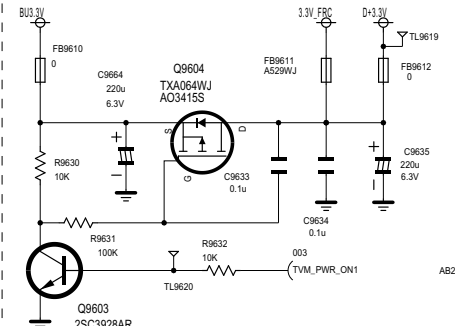 BU3.3V
3.3V_FRC
D+3.3V
TL9619
FB9610
0
C9664
220u
6.3V
Q9604
TXA064WJ
AO3415S
FB9611
A529WJ
FB9612
0
S
D
G
R9630
10K
C9633
0.1u
C9635
220u
6.3V
C9634
0.1u
R9631
100K
R9632
10K
003
TVM_PWR_ON1
AB2
TL9620
Q9603
2SC3928AR